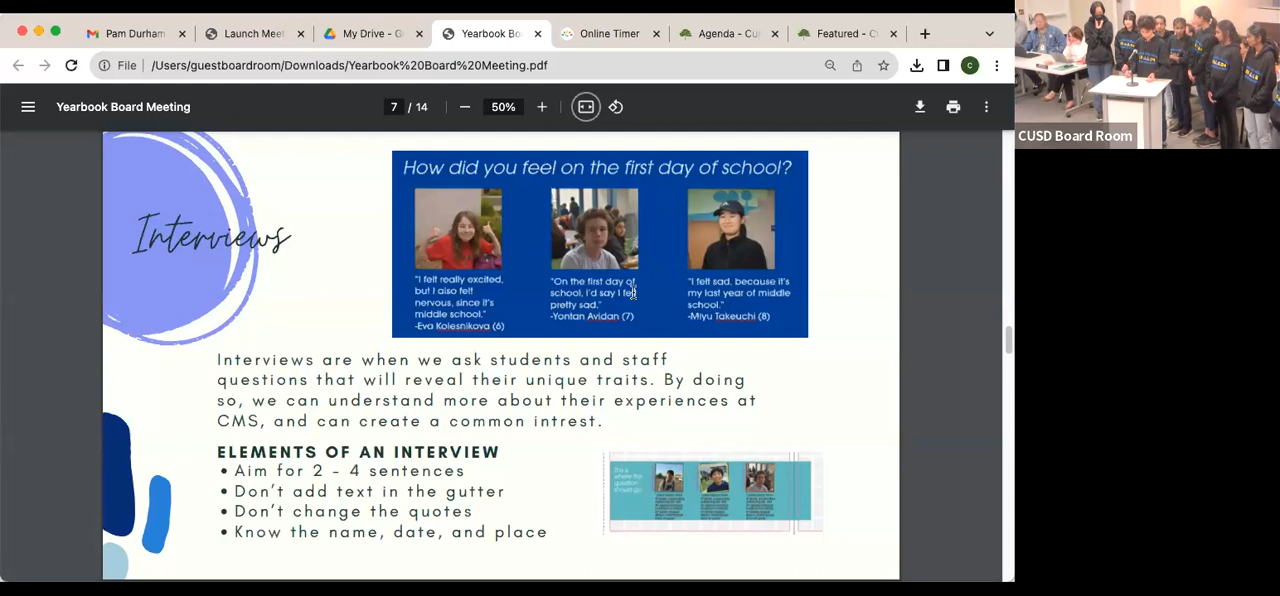 Pam Durham
Launch Meet
My Drive - G
Yearbook Bo
Online Timer
Agenda - Cu
Featured - C
File
/Users/guestboardroom/Downloads/Yearbook%20Board%20Meeting.pdf
C
Yearbook Board Meeting
7 / 14
50%
CUSD Board Room
Interviews
How did you feel on the first day of school?
"I felt really excited,
but I also felt
nervous, since it's
middle school."
-Eva Kolesnikova (6)
"On the first day of
school, I'd say I felt
pretty sad."
-Yontan Avidan (7)
"I felt sad, because it's
my last year of middle
school."
-Miyu Takeuchi (8)
Interviews are when we ask students and staff
questions that will reveal their unique traits. By doing
so, we can understand more about their experiences at
CMS, and can create a common intrest.
ELEMENTS OF AN INTERVIEW
• Aim for 2 - 4 sentences
• Don't add text in the gutter
• Don't change the quotes
• Know the name, date, and place
This is
where the
question
should go